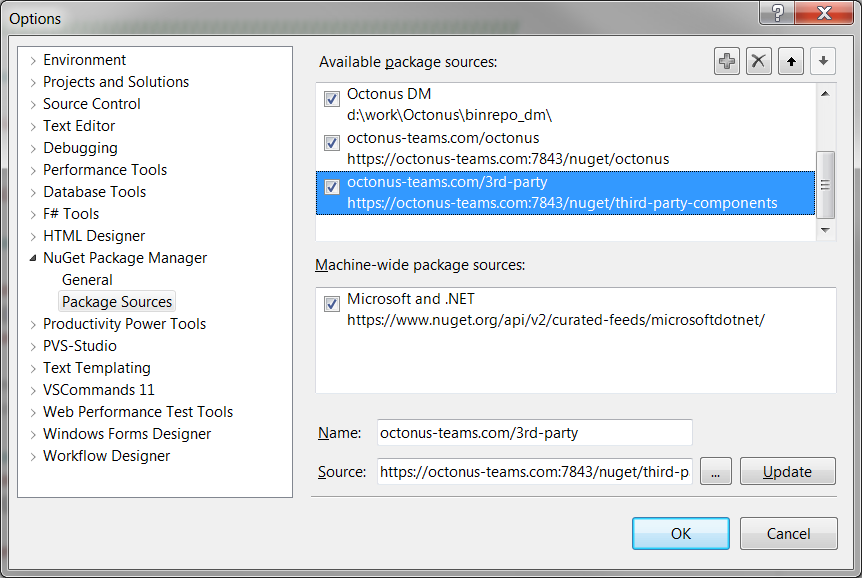 Options
Environment
Projects and Solutions
Source Control
Text Editor
Debugging
Performance Tools
Database Tools
F# Tools
HTML Designer
NuGet Package Manager
General
Package Sources
Productivity Power Tools
PVS-Studio
Text Templating
VSCommands 11
Web Performance Test Tools
Windows Forms Designer
Workflow Designer
Available package sources:
Octonus DM
d:\work\Octonus\binrepo_dm\
octonus-teams.com/octonus
https://octonus-teams.com:7843/nuget/octonus
octonus-teams.com/3rd-party
https://octonus-teams.com:7843/nuget/third-party-components
Machine-wide package sources:
Microsoft and .NET
https://www.nuget.org/api/v2/curated-feeds/microsoftdotnet/
Name: octonus-teams.com/3rd-party
Source: https://octonus-teams.com:7843/nuget/third-p ... Update
OK Cancel